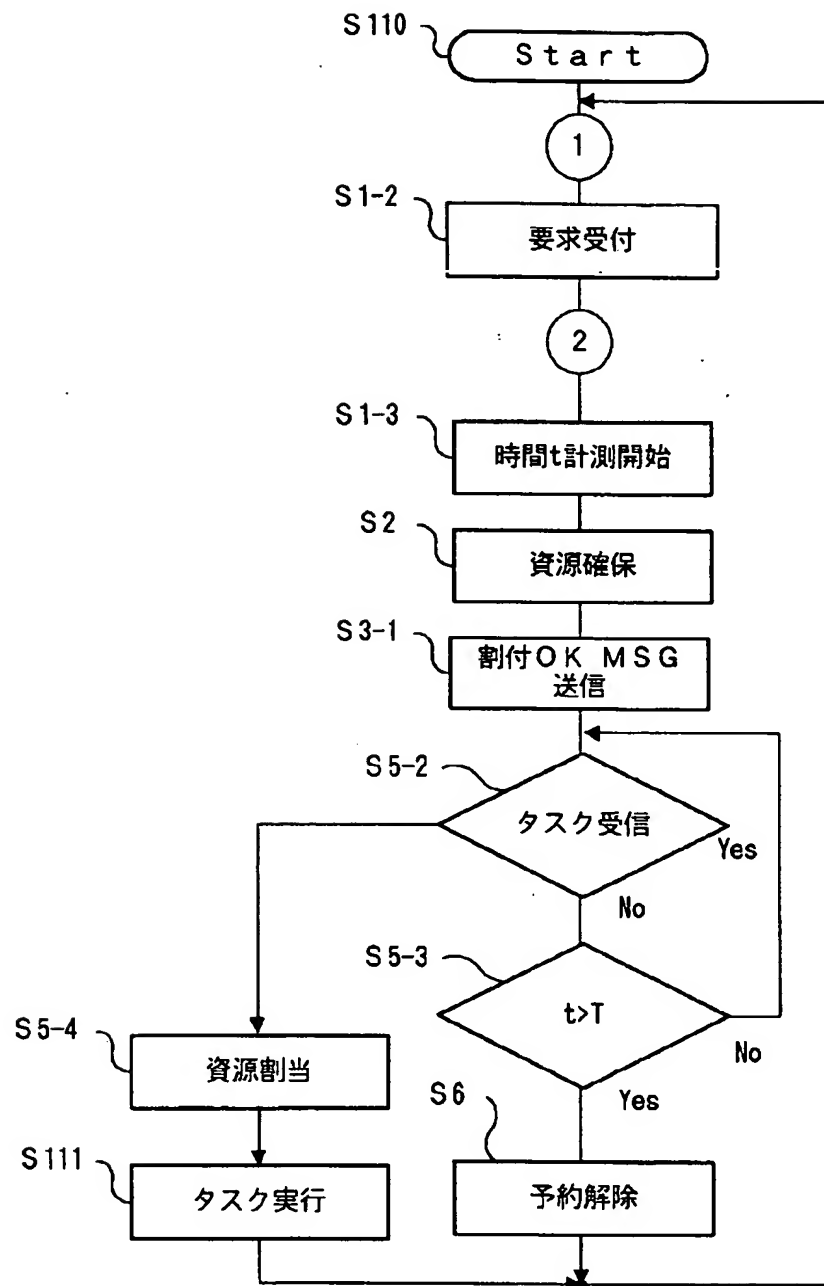 S110
Start
1
S1-2
要求受付
2
S1-3
時間t計測開始
S2
資源確保
S3-1
割付OK MSG
送信
S5-2
タスク受信
Yes
No
S5-3
t>T
No
Yes
S5-4
資源割当
S6
S111
タスク実行
予約解除